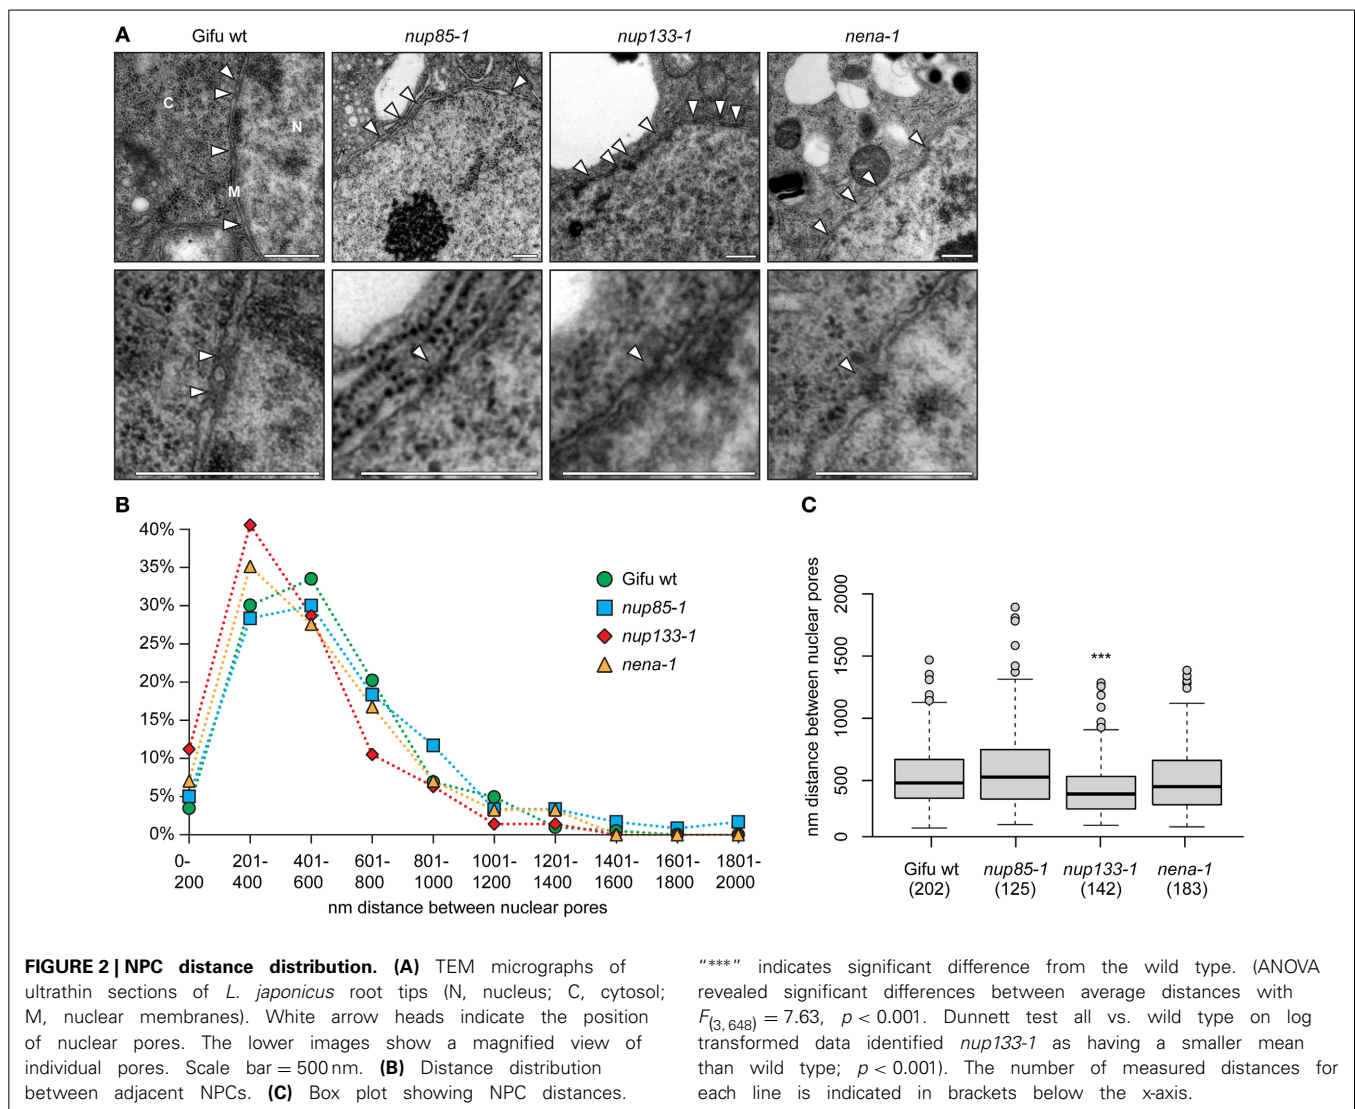 A
Gifu wt nup85-1 nup133-1 nena-1
C
N
M
B
40%
35%
30%
25%
20%
15%
10%
5%
0%
0- 201- 401- 601- 801- 1001- 1201- 1401- 1601- 1801-
200 400 600 800 1000 1200 1400 1600 1800 2000
nm distance between nuclear pores
Gifu wt
nup85-1
nup133-1
nena-1
C
nm distance between nuclear pores
2000
1500
1000
500
0
***
Gifu wt nup85-1 nup133-1 nena-1
(202) (125) (142) (183)
FIGURE 2 | NPC distance distribution. (A) TEM micrographs of
ultrathin sections of L. japonicus root tips (N, nucleus; C, cytosol;
M, nuclear membranes). White arrow heads indicate the position
of nuclear pores. The lower images show a magnified view of
individual pores. Scale bar = 500 nm. (B) Distance distribution
between adjacent NPCs. (C) Box plot showing NPC distances.
“***” indicates significant difference from the wild type. (ANOVA
revealed significant differences between average distances with
F(3, 648) = 7.63, p < 0.001. Dunnett test all vs. wild type on log
transformed data identified nup133-1 as having a smaller mean
than wild type; p < 0.001). The number of measured distances for
each line is indicated in brackets below the x-axis.